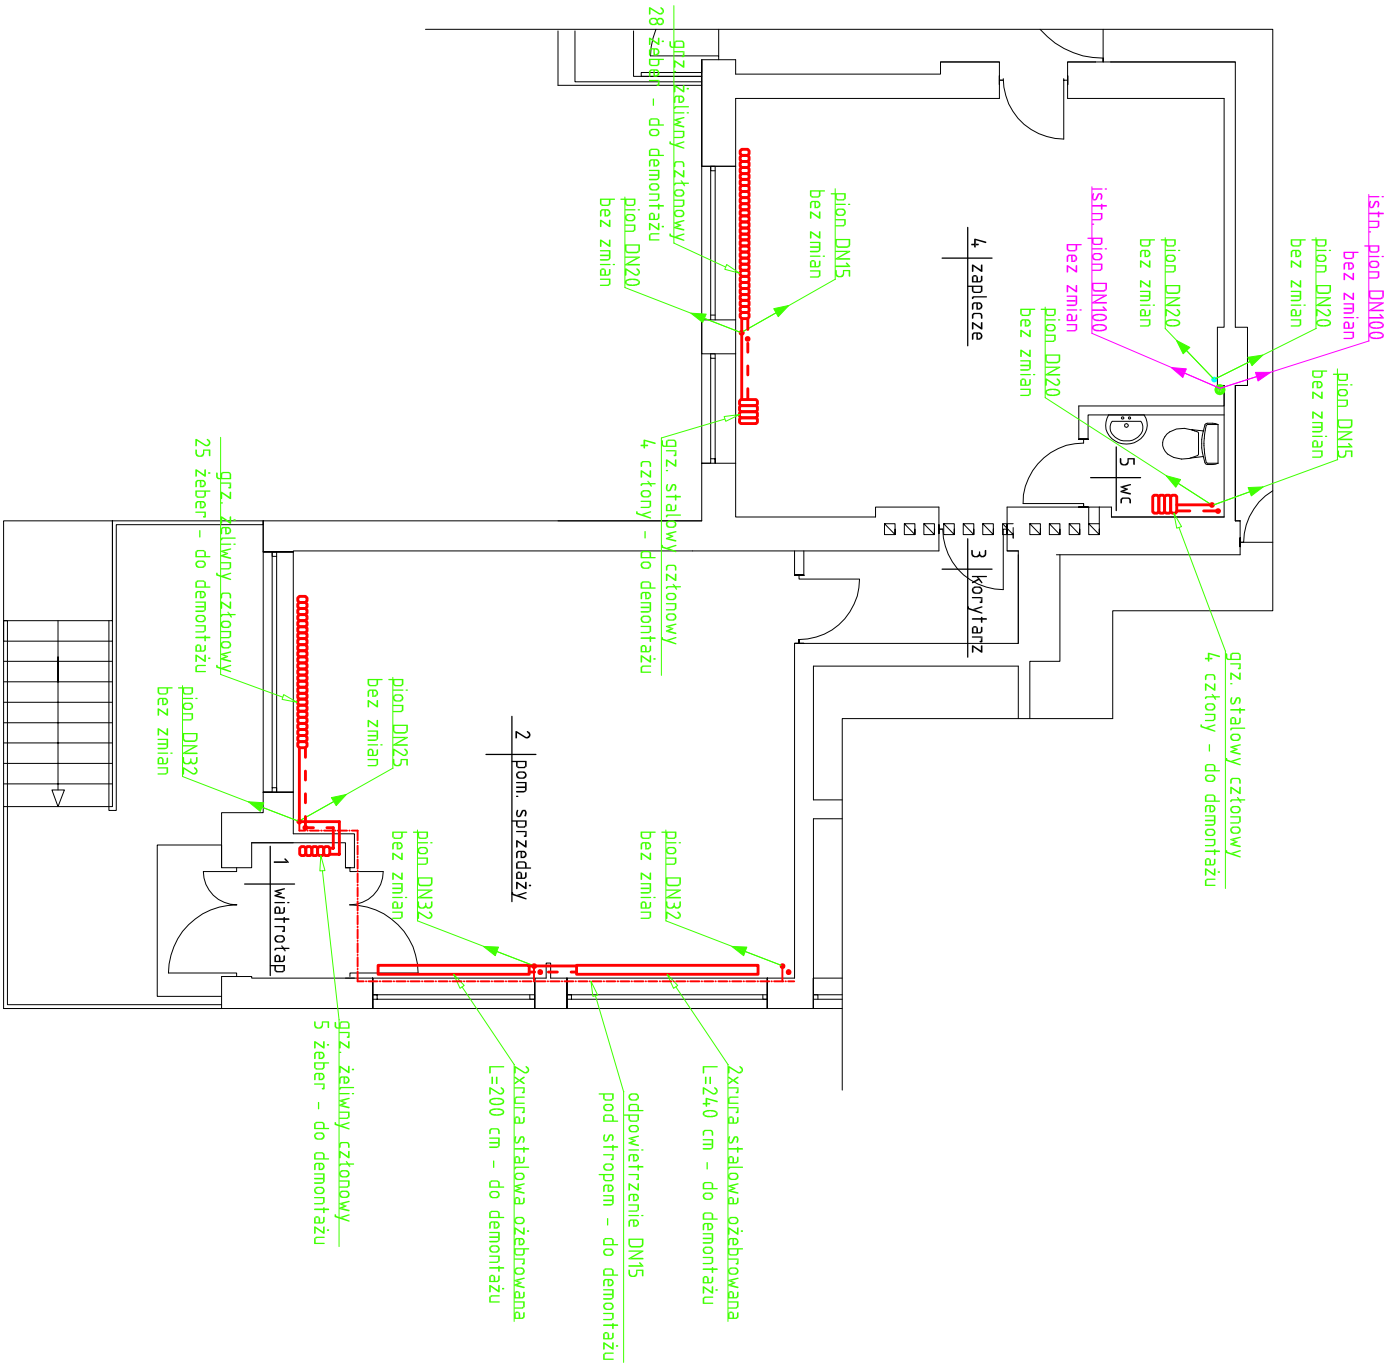 istn. pion DN100
bez zmian
pion DN20
bez zmian
pion DN15
bez zmian
pion DN20
bez zmian
istn. pion DN100
bez zmian
pion DN20
bez zmian
4 zaplecze
pion DN15
bez zmian
grz. żeliwny członowy
28 żeber - do demontażu
pion DN20
bez zmian
5 wc
grz. stalowy członowy
4 człony - do demontażu
3 korytarz
grz. stalowy członowy
4 człony - do demontażu
grz. żeliwny członowy
25 żeber - do demontażu
pion DN32
bez zmian
pion DN25
bez zmian
2 pom. sprzedaży
pion DN32
bez zmian
pion DN32
bez zmian
1 wiatrołap
2xrura stalowa ożebrowana
L=240 cm - do demontażu
odpowietrzenie DN15
pod stropem - do demontażu
2xrura stalowa ożebrowana
L=200 cm - do demontażu
grz. żeliwny członowy
5 żeber - do demontażu